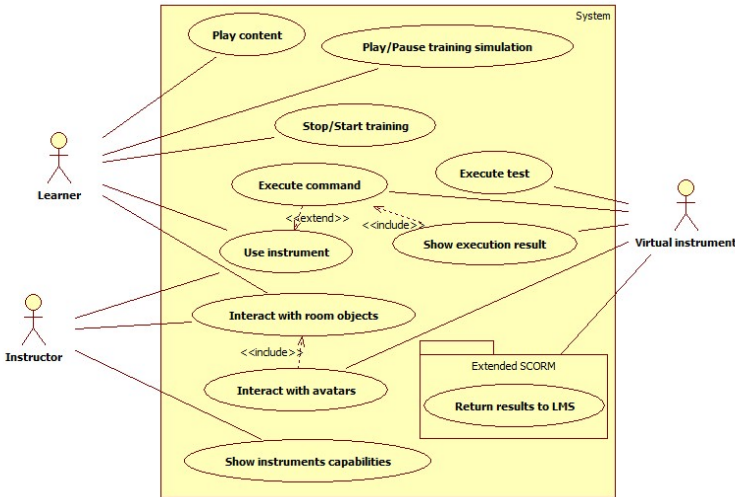 System
Play content
Play/Pause training simulation
Stop/Start training
Learner
Execute command
Execute test
<<extend>>
<<include>>
Use instrument
Show execution result
Virtual instrument
Interact with room objects
Instructor
<<include>>
Extended SCORM
Interact with avatars
Return results to LMS
Show instruments capabilities